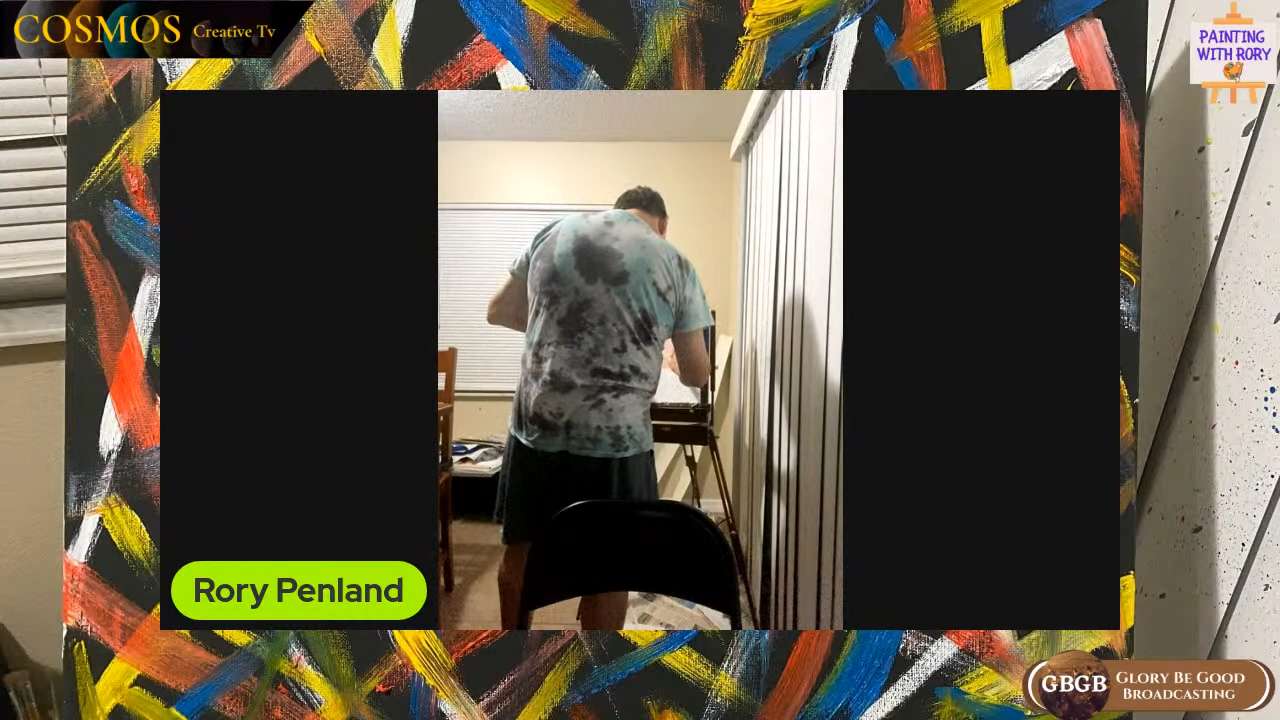 COSMOS Creative Tv
PAINTING
WITH RORY
Rory Penland
GBGB GLORY BE GOOD
BROADCASTING